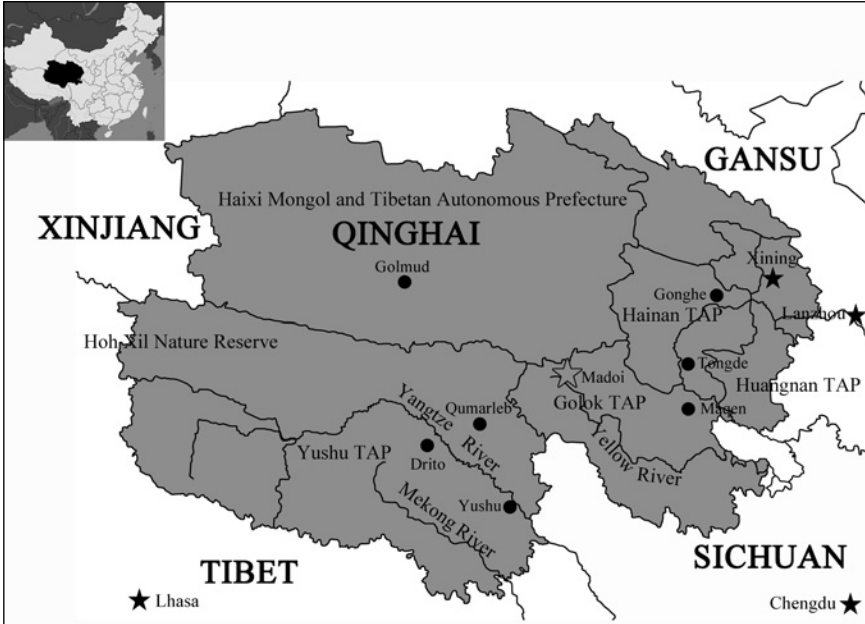 GANSU
Haixi Mongol and Tibetan Autonomous Prefecture
XINJIANG
QINGHAI
Xining
Golmud
Gonghe
Hainan TAP
Lanzhou
Hoh Xil Nature Reserve
Tongde
Madoi
Huangnan TAP
Golok TAP
Maqen
Qumarleb
Yangtze River
Yushu TAP
Drito
Yellow River
Yushu
Mekong River
SICHUAN
TIBET
Lhasa
Chengdu